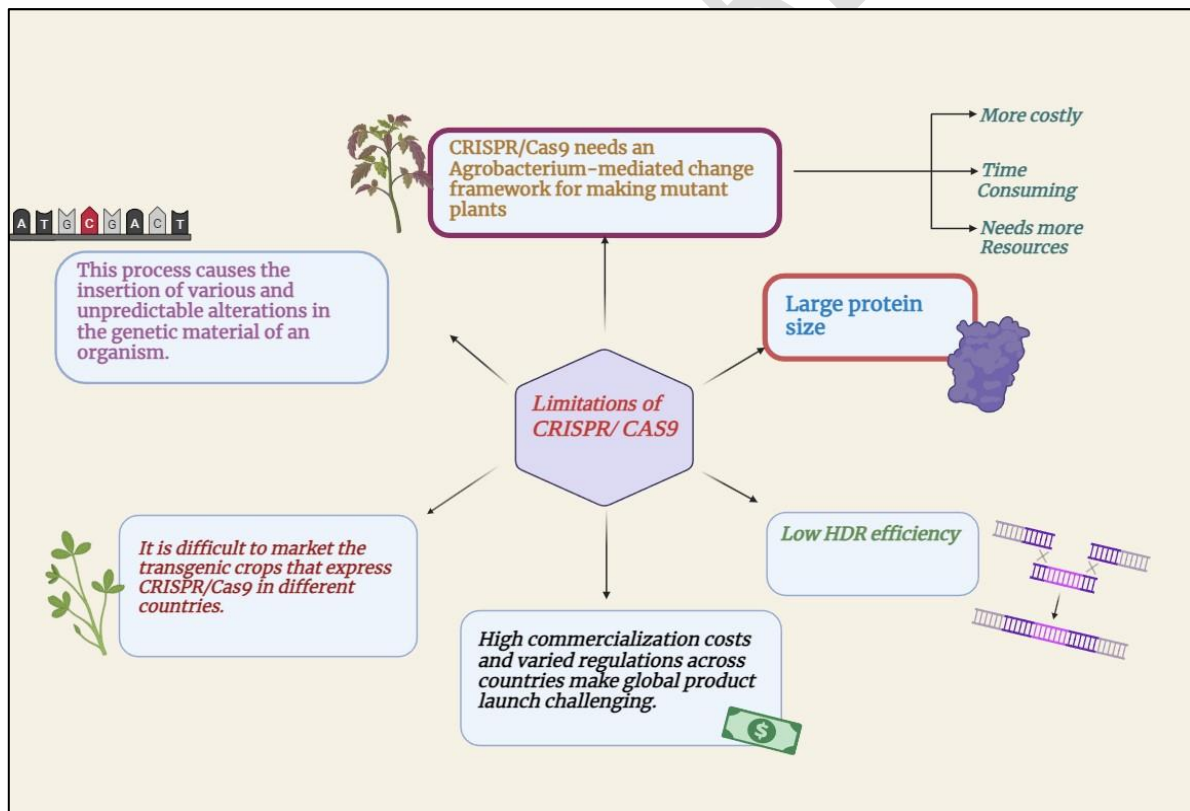 CRISPR/Cas9 needs an
Agrobacterium-mediated change
framework for making mutant
plants
More costly
Time
Consuming
Needs more
Resources
A T G C G A C T
This process causes the
insertion of various and
unpredictable alterations in
the genetic material of an
organism.
Large protein
size
Limitations of
CRISPR/ CAS9
It is difficult to market the
transgenic crops that express
CRISPR/Cas9 in different
countries.
Low HDR efficiency
High commercialization costs
and varied regulations across
countries make global product
launch challenging.
$